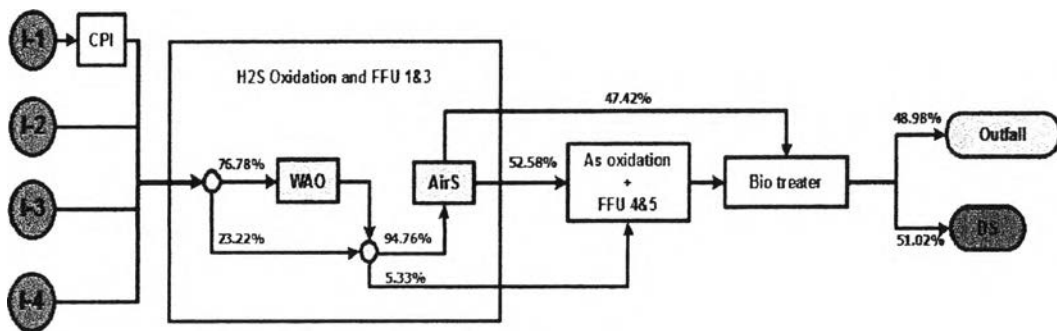 I-1
CPI
I-2
I-3
I-4
H2S Oxidation and FFU 1&3
76.78%
WAO
23.22%
94.76%
5.33%
AirS
47.42%
52.58%
As oxidation
+
FFU 4&5
Bio treater
48.98%
Outfall
DS
51.02%